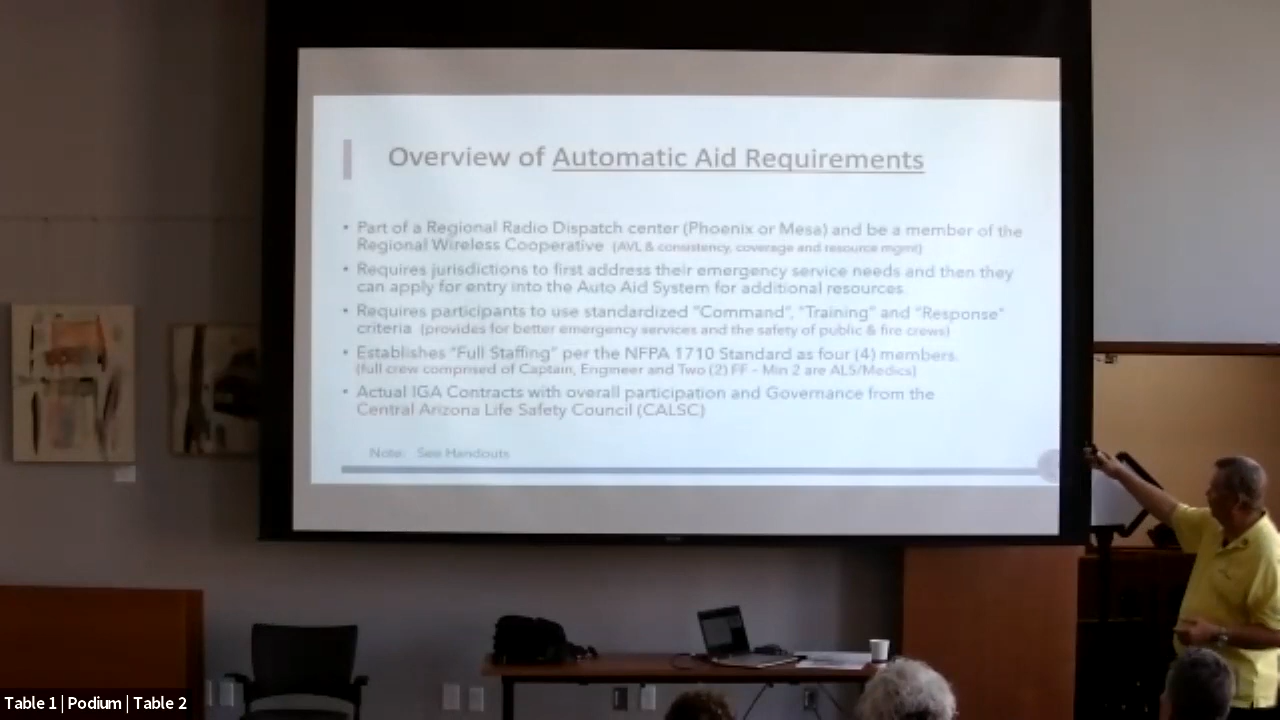 Overview of Automatic Aid Requirements
• Part of a Regional Radio Dispatch center (Phoenix or Mesa) and be a member of the
Regional Wireless Cooperative (AVL & consistency, coverage and resource mgmt)
• Requires jurisdictions to first address their emergency service needs and then they
can apply for entry into the Auto Aid System for additional resources.
• Requires participants to use standardized "Command", "Training" and "Response"
criteria (provides for better emergency services and the safety of public & fire crews)
• Establishes "Full Staffing" per the NFPA 1710 Standard as four (4) members.
(full crew comprised of Captain, Engineer and Two (2) FF – Min 2 are ALS/Medics)
• Actual IGA Contracts with overall participation and Governance from the
Central Arizona Life Safety Council (CALSC)
Note: See Handouts
Table 1 | Podium | Table 2